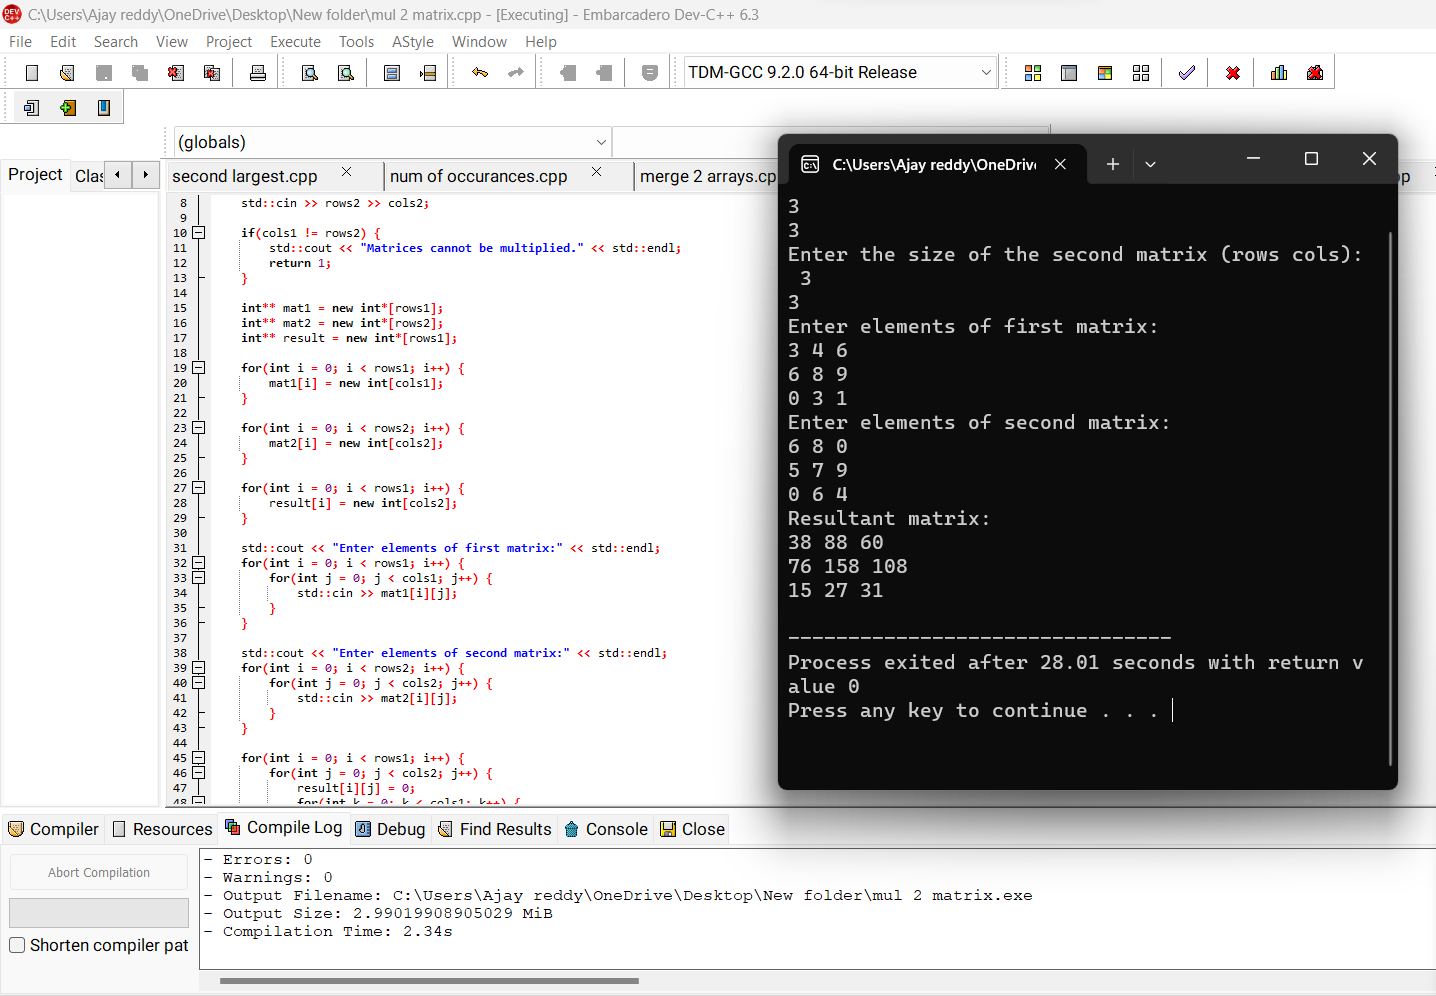 C:\Users\Ajay reddy\OneDrive\Desktop\New folder\mul 2 matrix.cpp - [Executing] - Embarcadero Dev-C++ 6.3
File Edit Search View Project Execute Tools AStyle Window Help
TDM-GCC 9.2.0 64-bit Release
(globals)
Project Clas
second largest.cpp num of occurances.cpp merge 2 arrays.cp
8 std::cin >> rows2 >> cols2;
9
10 if(cols1 != rows2) {
11 std::cout << "Matrices cannot be multiplied." << std::endl;
12 return 1;
13 }
14
15 int** mat1 = new int*[rows1];
16 int** mat2 = new int*[rows2];
17 int** result = new int*[rows1];
18
19 for(int i = 0; i < rows1; i++) {
20 mat1[i] = new int[cols1];
21 }
22
23 for(int i = 0; i < rows2; i++) {
24 mat2[i] = new int[cols2];
25 }
26
27 for(int i = 0; i < rows1; i++) {
28 result[i] = new int[cols2];
29 }
30
31 std::cout << "Enter elements of first matrix:" << std::endl;
32 for(int i = 0; i < rows1; i++) {
33 for(int j = 0; j < cols1; j++) {
34 std::cin >> mat1[i][j];
35 }
36 }
37
38 std::cout << "Enter elements of second matrix:" << std::endl;
39 for(int i = 0; i < rows2; i++) {
40 for(int j = 0; j < cols2; j++) {
41 std::cin >> mat2[i][j];
42 }
43 }
44
45 for(int i = 0; i < rows1; i++) {
46 for(int j = 0; j < cols2; j++) {
47 result[i][j] = 0;
48 for(int k = 0; k < cols1; k++) {
C:\Users\Ajay reddy\OneDriv
3
3
Enter the size of the second matrix (rows cols):
3
3
Enter elements of first matrix:
3 4 6
6 8 9
0 3 1
Enter elements of second matrix:
6 8 0
5 7 9
0 6 4
Resultant matrix:
38 88 60
76 158 108
15 27 31
--------------------------------
Process exited after 28.01 seconds with return v
alue 0
Press any key to continue . . .
Compiler Resources Compile Log Debug Find Results Console Close
Abort Compilation
Shorten compiler pat
- Errors: 0
- Warnings: 0
- Output Filename: C:\Users\Ajay reddy\OneDrive\Desktop\New folder\mul 2 matrix.exe
- Output Size: 2.99019908905029 MiB
- Compilation Time: 2.34s